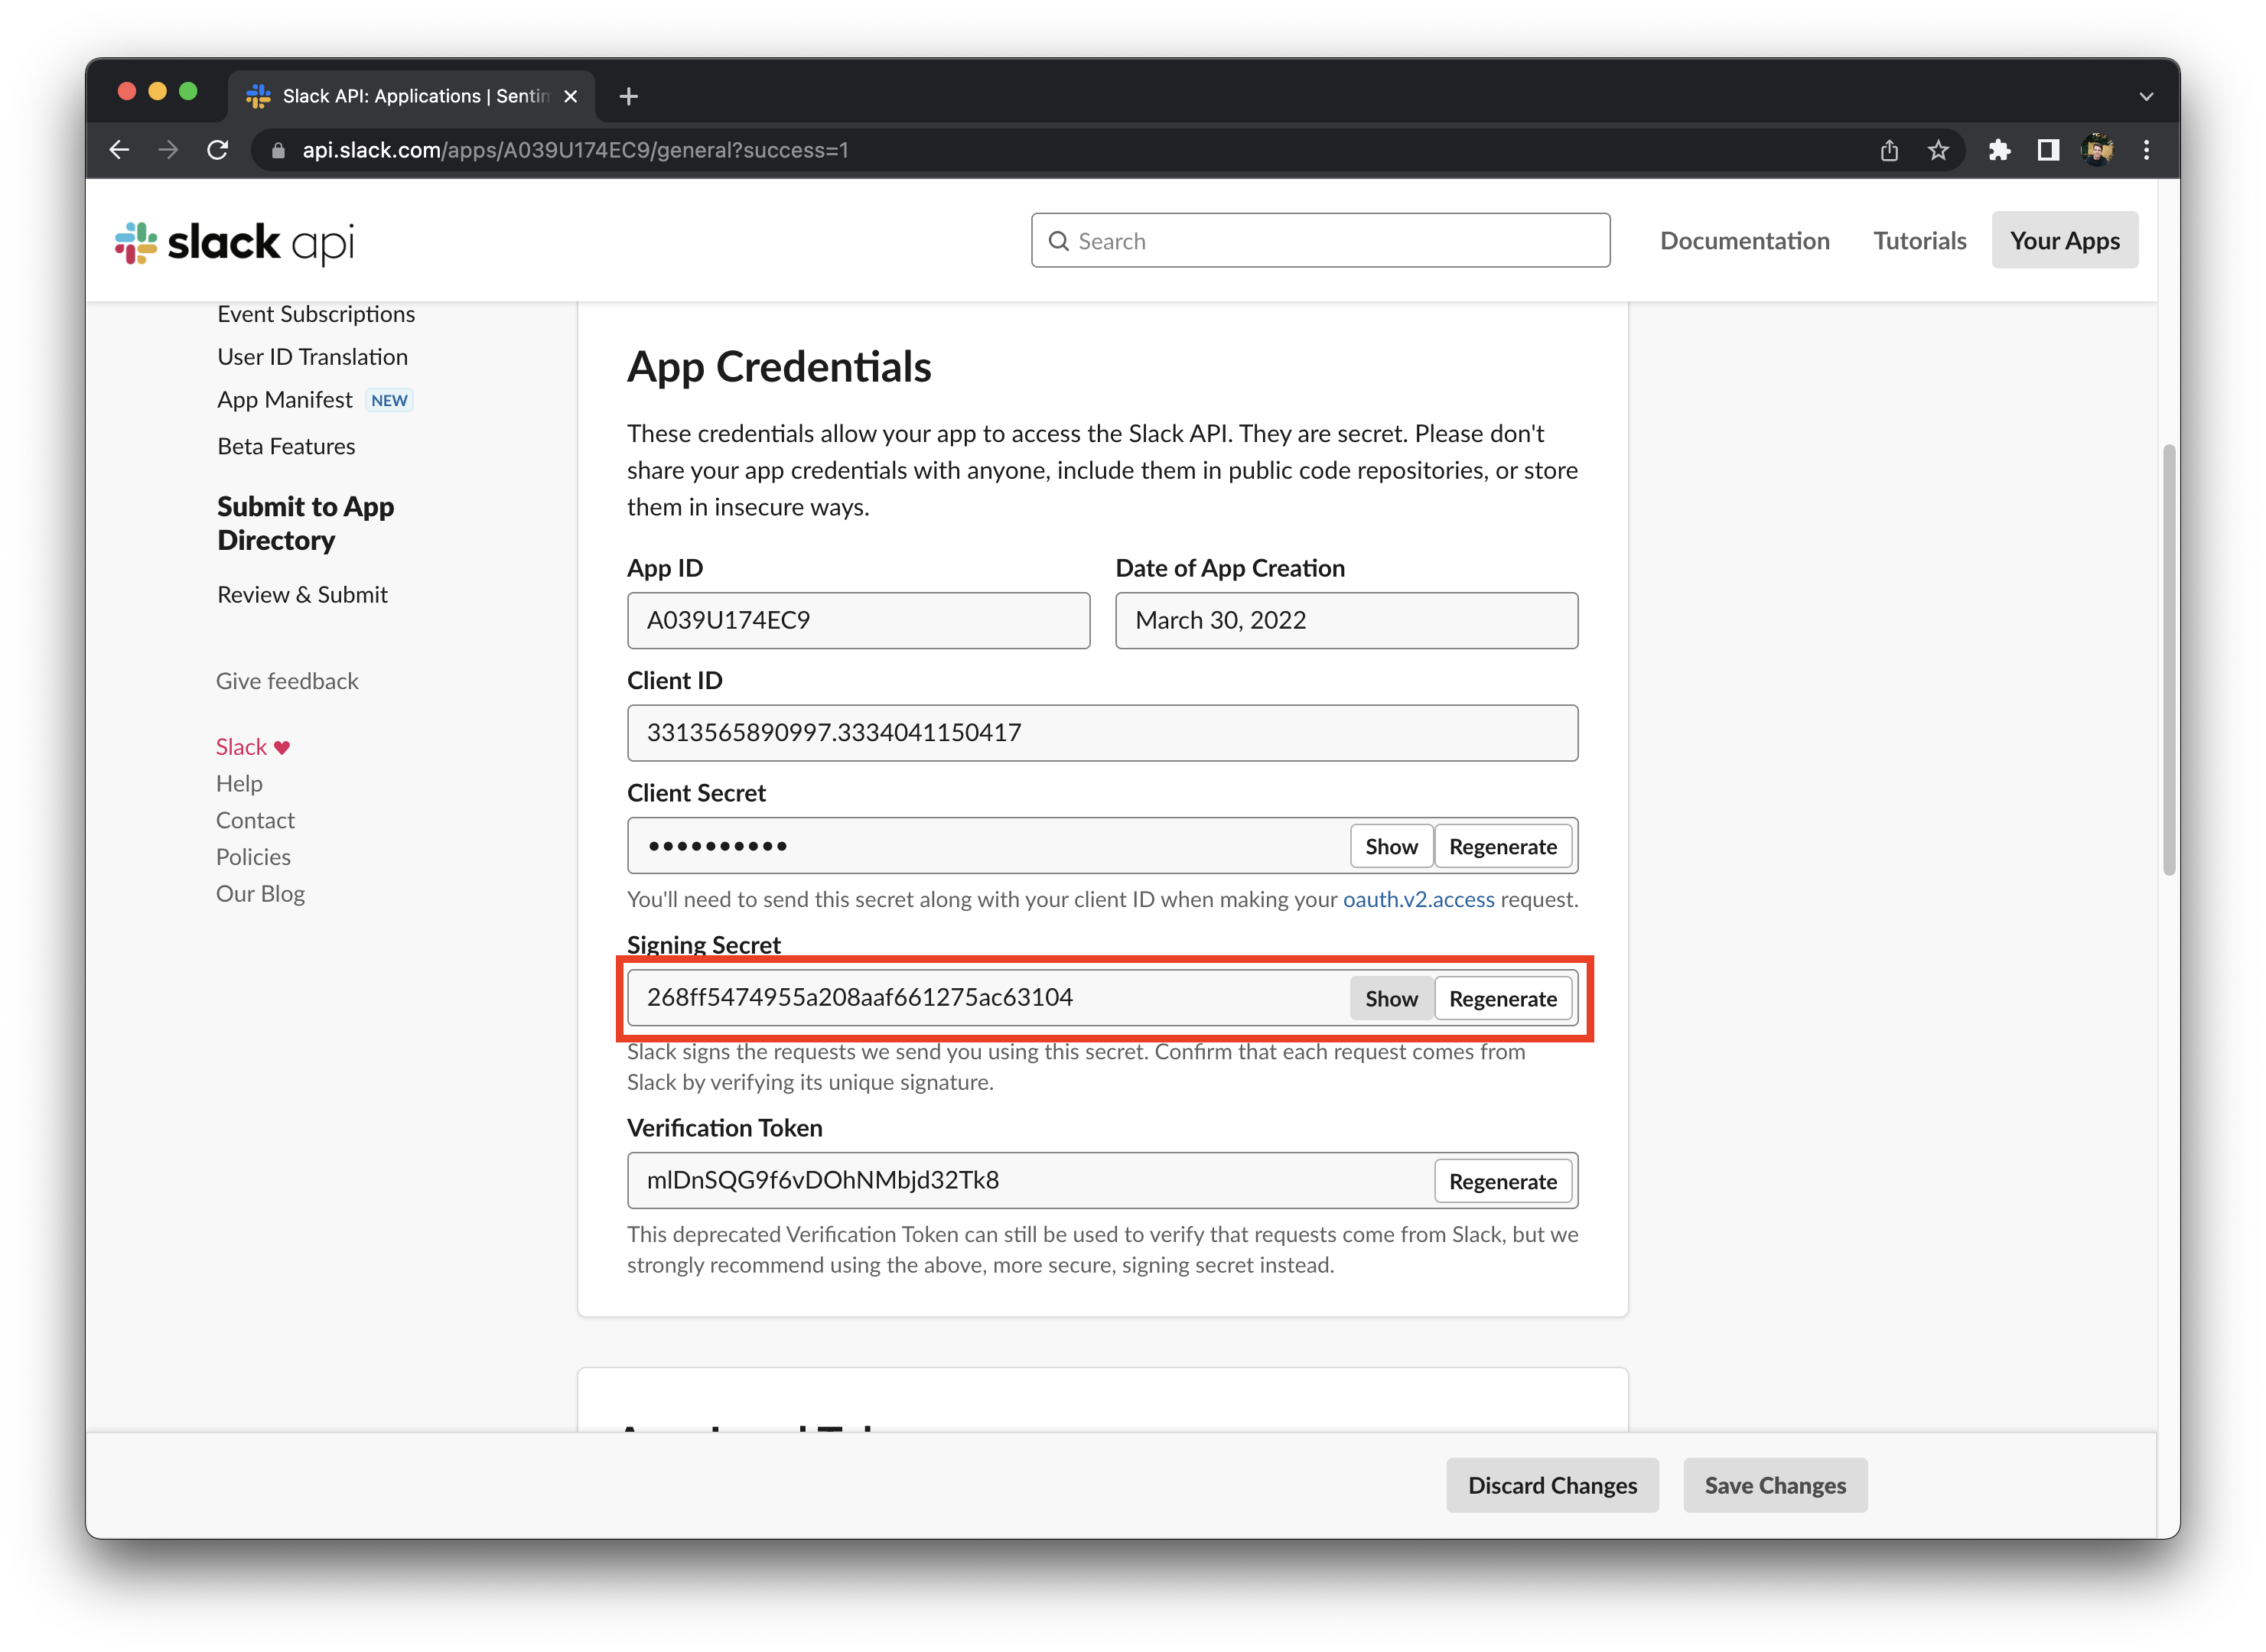 Slack API: Applications | Sentin
api.slack.com/apps/A039U174EC9/general?success=1
slack api
Search
Documentation
Tutorials
Your Apps
Event Subscriptions
User ID Translation
App Manifest NEW
Beta Features
Submit to App
Directory
Review & Submit
Give feedback
Slack ♥
Help
Contact
Policies
Our Blog
App Credentials
These credentials allow your app to access the Slack API. They are secret. Please don't
share your app credentials with anyone, include them in public code repositories, or store
them in insecure ways.
App ID
Date of App Creation
A039U174EC9
March 30, 2022
Client ID
3313565890997.3334041150417
Client Secret
••••••••••
Show
Regenerate
You'll need to send this secret along with your client ID when making your oauth.v2.access request.
Signing Secret
268ff5474955a208aaf661275ac63104
Show
Regenerate
Slack signs the requests we send you using this secret. Confirm that each request comes from
Slack by verifying its unique signature.
Verification Token
mlDnSQG9f6vDOhNMbjd32Tk8
Regenerate
This deprecated Verification Token can still be used to verify that requests come from Slack, but we
strongly recommend using the above, more secure, signing secret instead.
Discard Changes
Save Changes